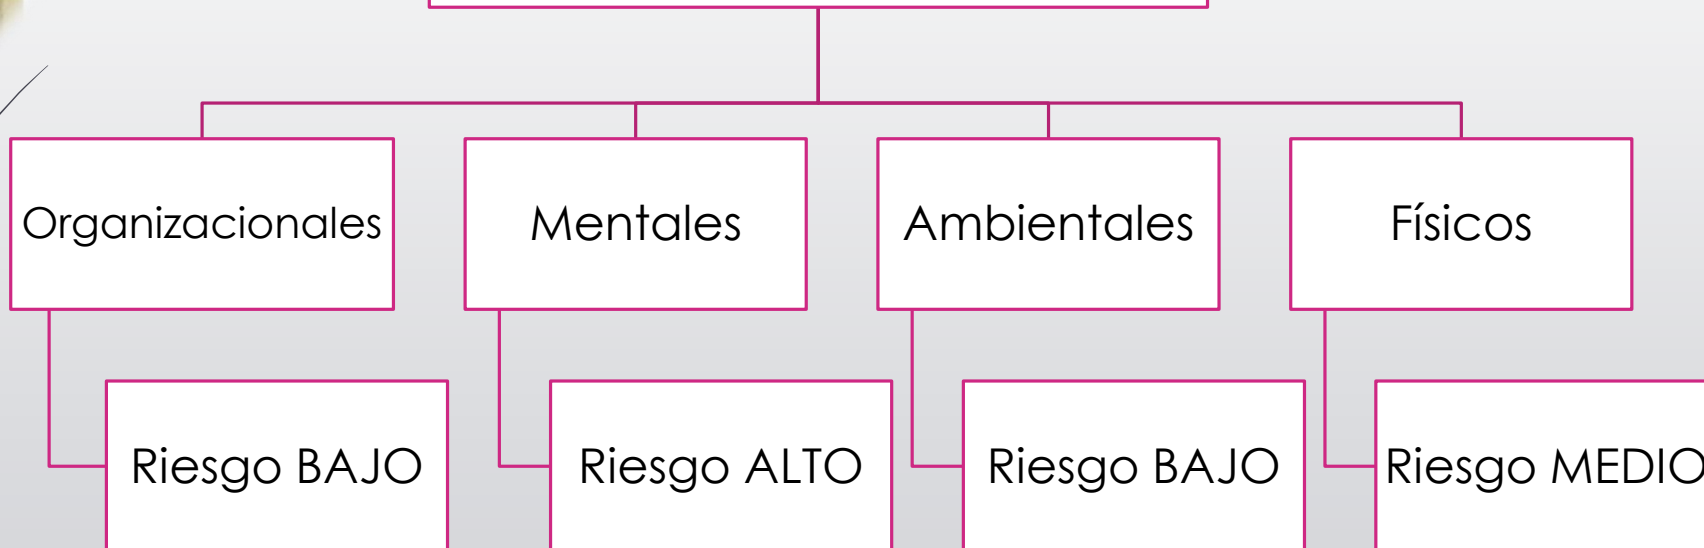 Organizacionales
Mentales
Ambientales
Físicos
Riesgo BAJO
Riesgo ALTO
Riesgo BAJO
Riesgo MEDIO